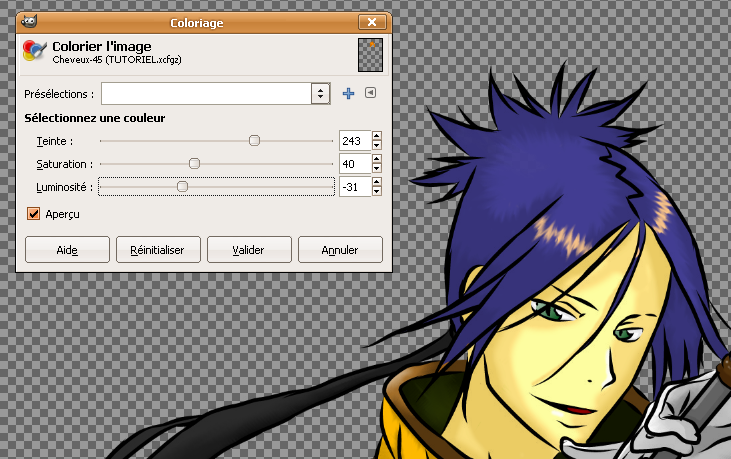 Coloriage
Colorier l'image
Cheveux-45 (TUTORIEL.xcfgz)
Présélections :
Sélectionnez une couleur
Teinte : 243
Saturation : 40
Luminosité : -31
Aperçu
Aide Réinitialiser Valider Annuler